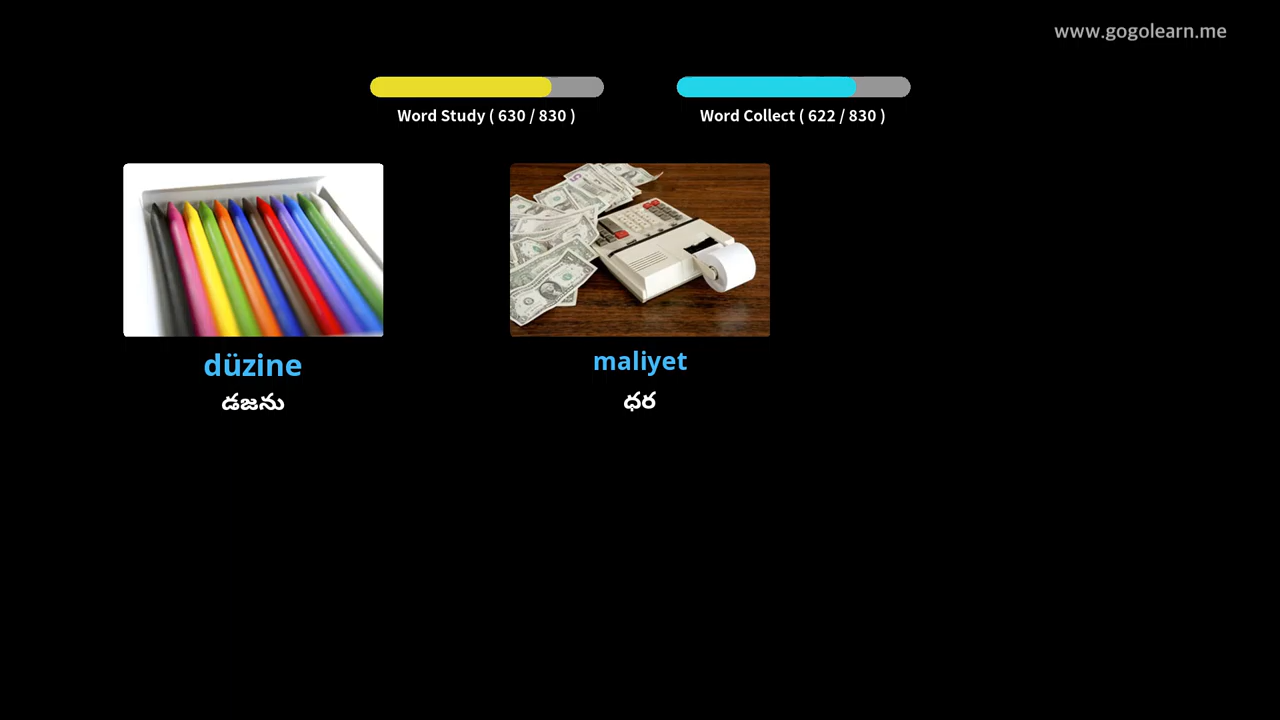 www.gogolearn.me
Word Study ( 630 / 830 )
Word Collect ( 622 / 830 )
düzine
డజను
maliyet
ధర